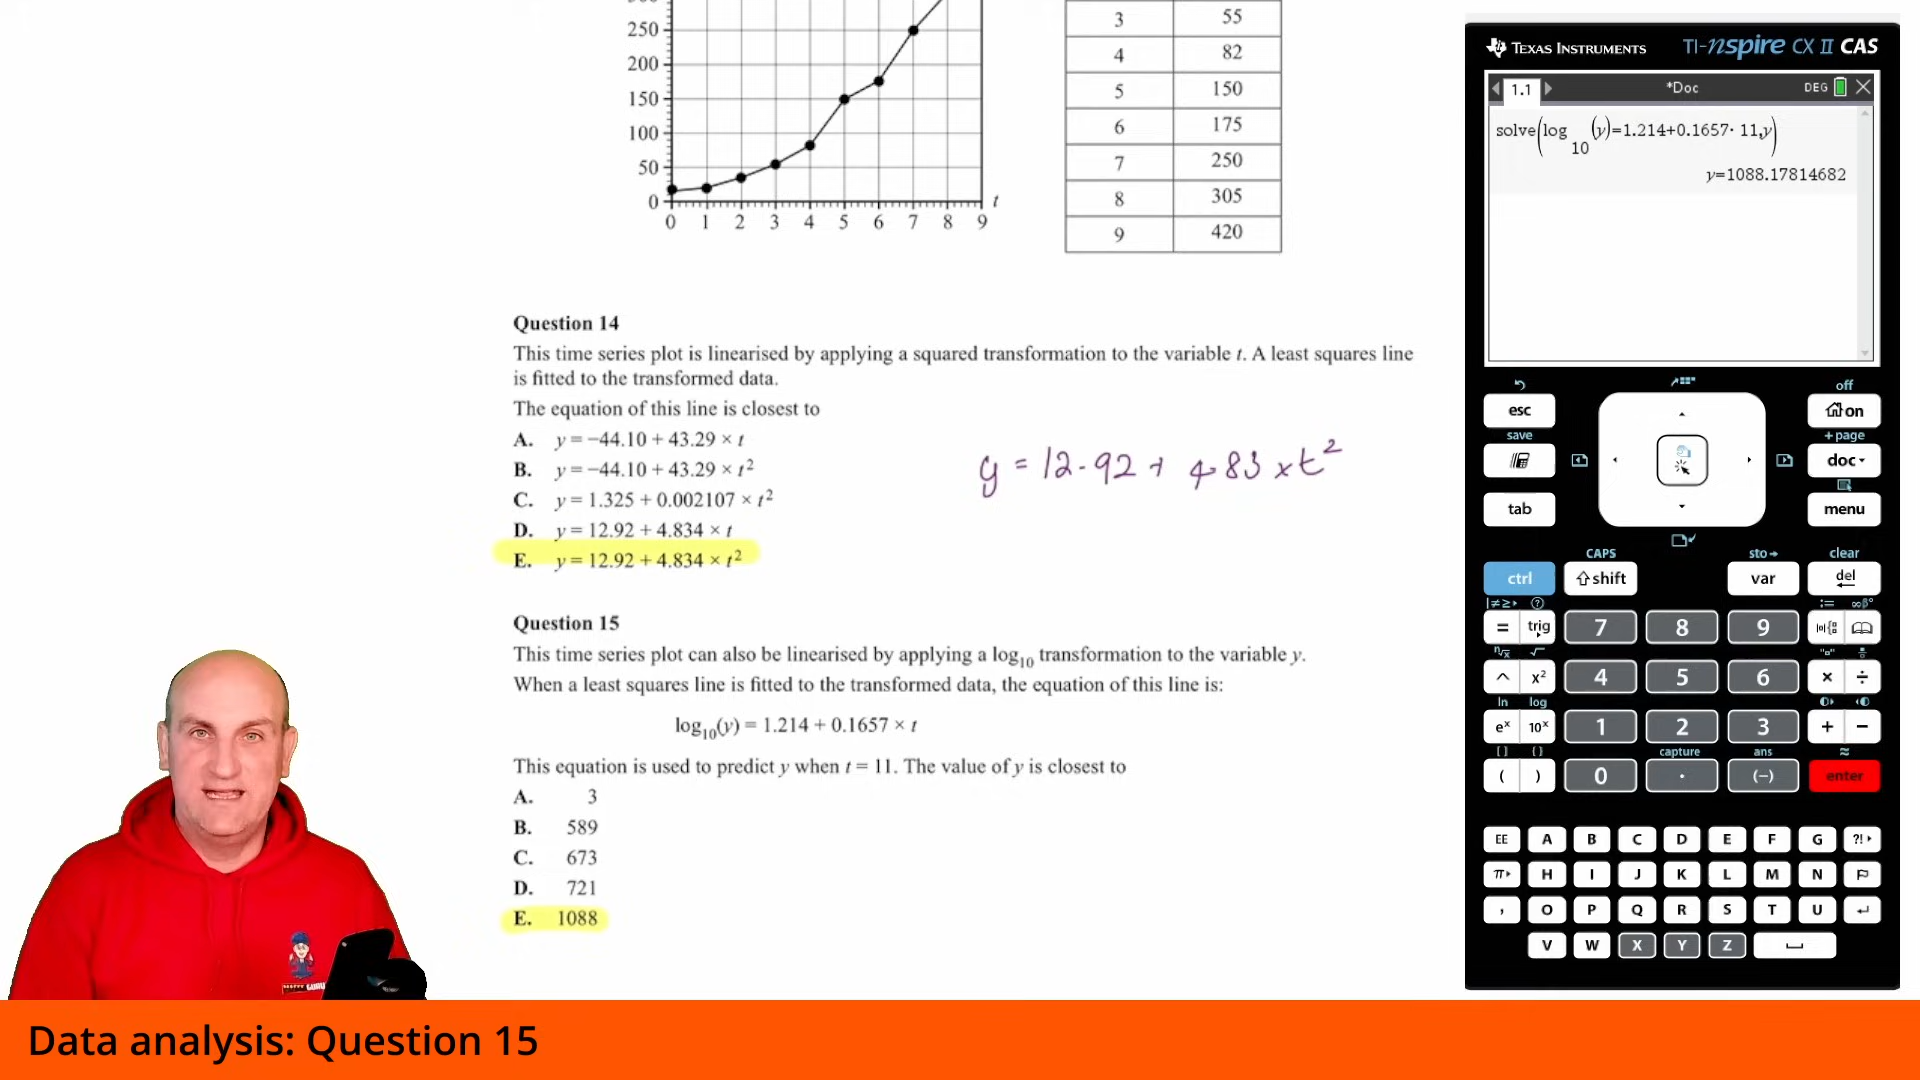 250
200
150
100
50
0
0 1 2 3 4 5 6 7 8 9
t
3 55
4 82
5 150
6 175
7 250
8 305
9 420
Question 14
This time series plot is linearised by applying a squared transformation to the variable t. A least squares line
is fitted to the transformed data.
The equation of this line is closest to
A. y = −44.10 + 43.29 × t
B. y = −44.10 + 43.29 × t²
C. y = 1.325 + 0.002107 × t²
D. y = 12.92 + 4.834 × t
E. y = 12.92 + 4.834 × t²
y = 12.92 + 4.83 × t²
Question 15
This time series plot can also be linearised by applying a log₁₀ transformation to the variable y.
When a least squares line is fitted to the transformed data, the equation of this line is:
log₁₀(y) = 1.214 + 0.1657 × t
This equation is used to predict y when t = 11. The value of y is closest to
A. 3
B. 589
C. 673
D. 721
E. 1088
Data analysis: Question 15
TEXAS INSTRUMENTS TI-nspire CX II CAS
1.1 *Doc DEG
solve(log₁₀(y)=1.214+0.1657·11,y)
y=1088.17814682
off
esc on
save +page
doc
tab menu
CAPS sto→ clear
ctrl shift var del
= trig 7 8 9
^ x² 4 5 6 × ÷
ln log
eˣ 10ˣ 1 2 3 + −
[ ] { } capture ans ≈
( ) 0 . (−) enter
EE A B C D E F G ?!
π H I J K L M N
, O P Q R S T U
V W X Y Z